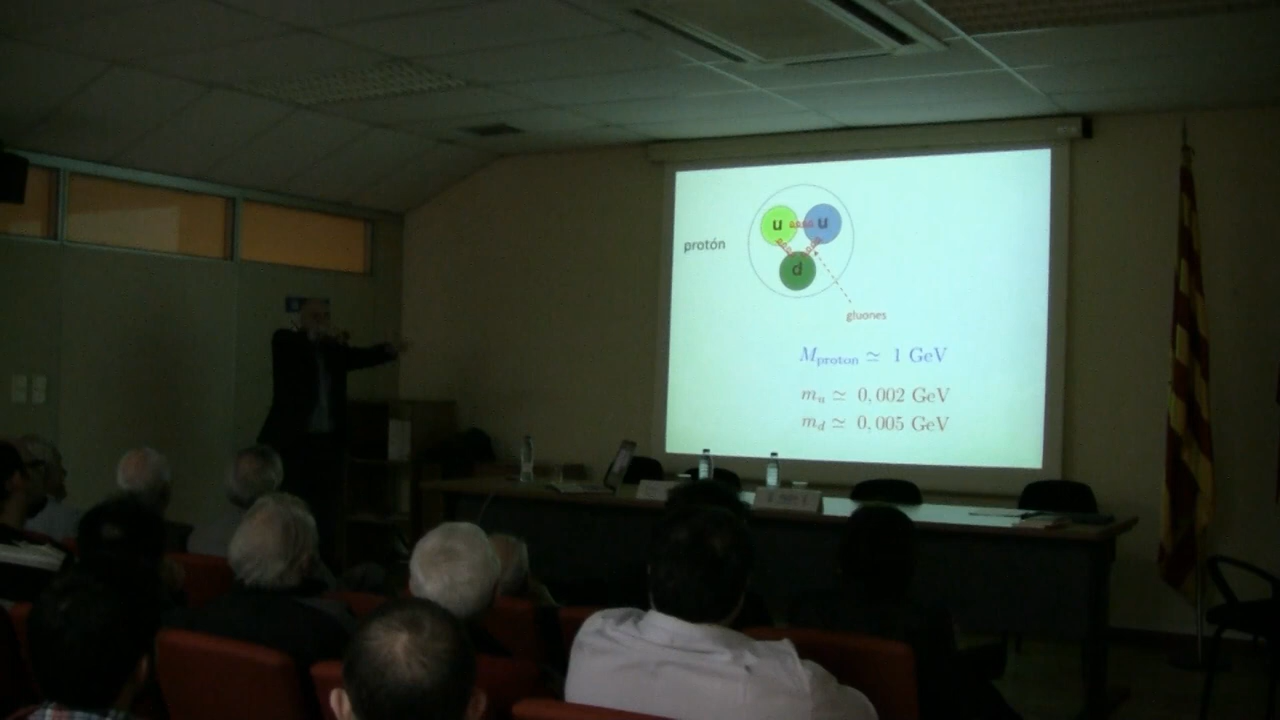 u u
protón
d
gluones
M_proton ≃ 1 GeV
m_u ≃ 0,002 GeV
m_d ≃ 0,005 GeV